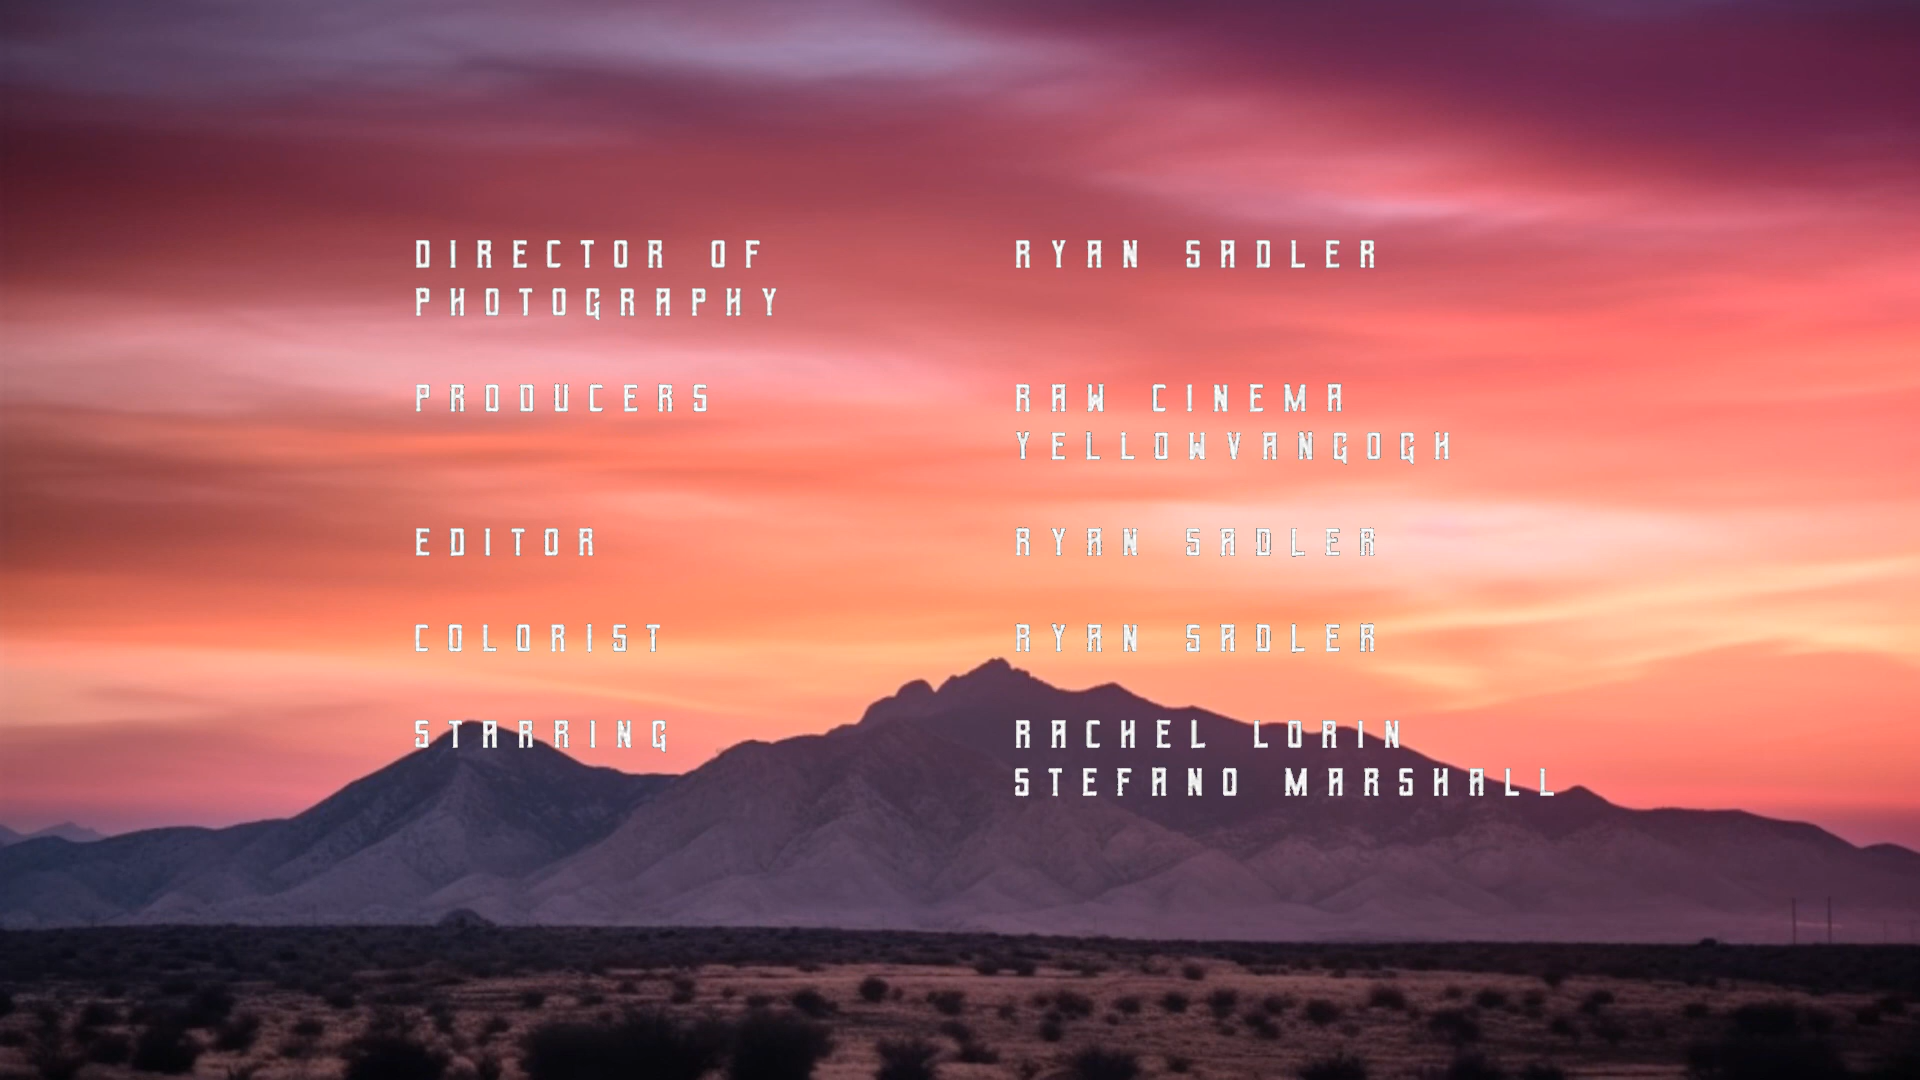 DIRECTOR OF RYAN SADLER
PHOTOGRAPHY
PRODUCERS RAW CINEMA
YELLOWVANGOGH
EDITOR RYAN SADLER
COLORIST RYAN SADLER
STARRING RACHEL LORIN
STEFANO MARSHALL